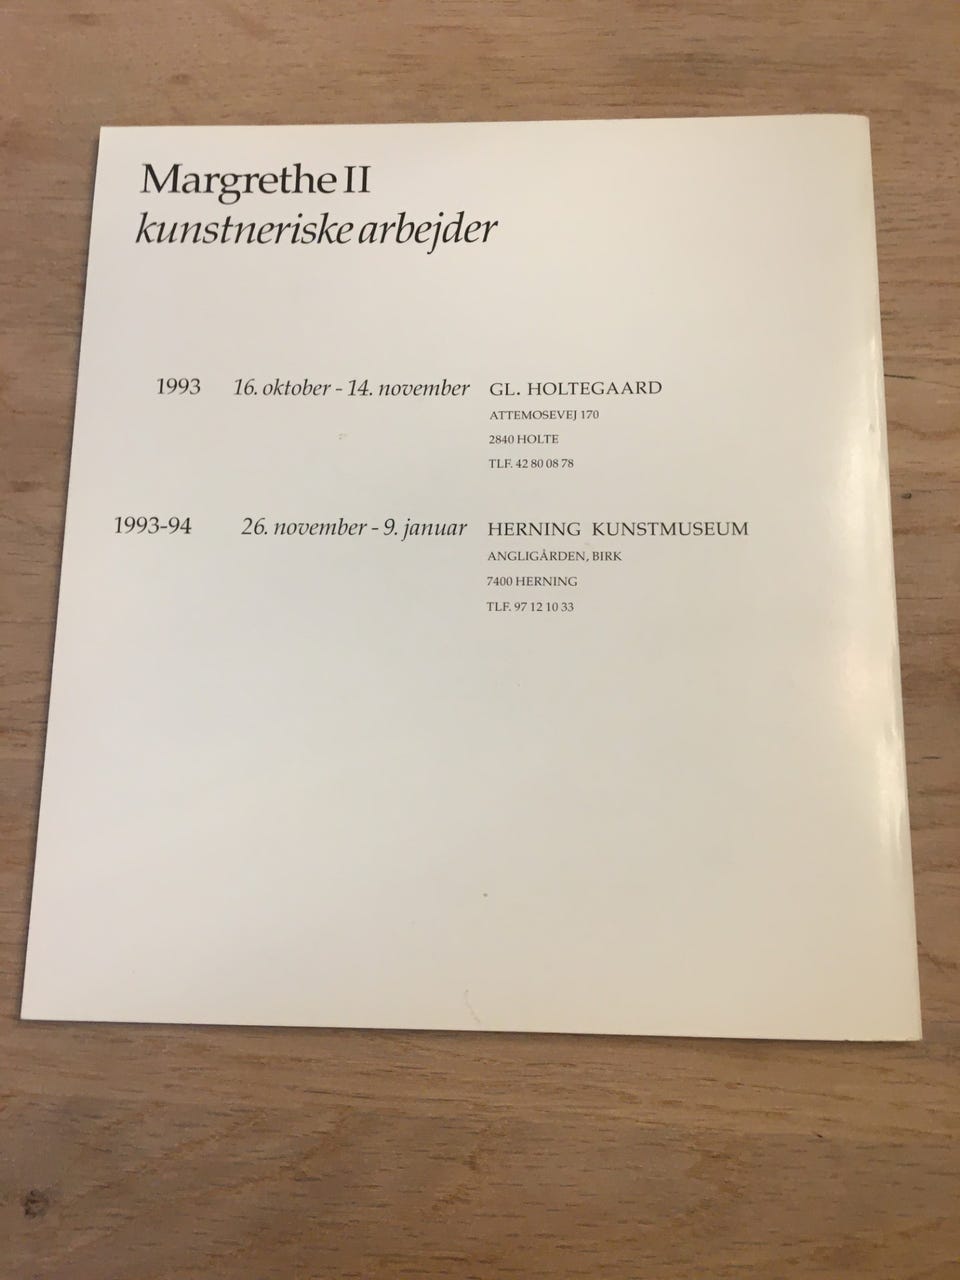 Margrethe II
kunstneriske arbejder
1993 16. oktober - 14. november GL. HOLTEGAARD
ATTEMOSEVEJ 170
2840 HOLTE
TLF. 42 80 08 78
1993-94 26. november - 9. januar HERNING KUNSTMUSEUM
ANGLIGÅRDEN, BIRK
7400 HERNING
TLF. 97 12 10 33